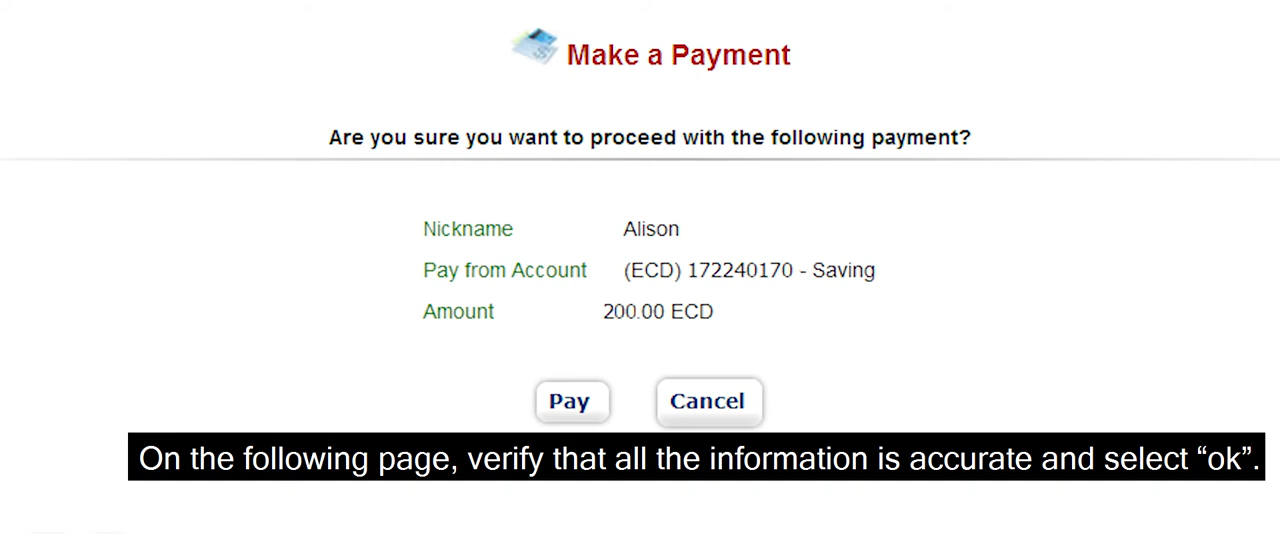 Make a Payment
Are you sure you want to proceed with the following payment?
Nickname Alison
Pay from Account (ECD) 172240170 - Saving
Amount 200.00 ECD
Pay Cancel
On the following page, verify that all the information is accurate and select “ok”.